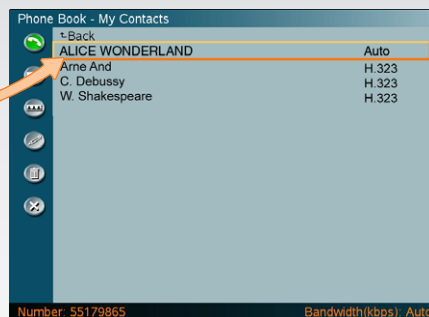 Phone Book - My Contacts
Back
ALICE WONDERLAND Auto
Arne And H.323
C. Debussy H.323
W. Shakespeare H.323
Number: 55179865 Bandwidth(kbps): Auto